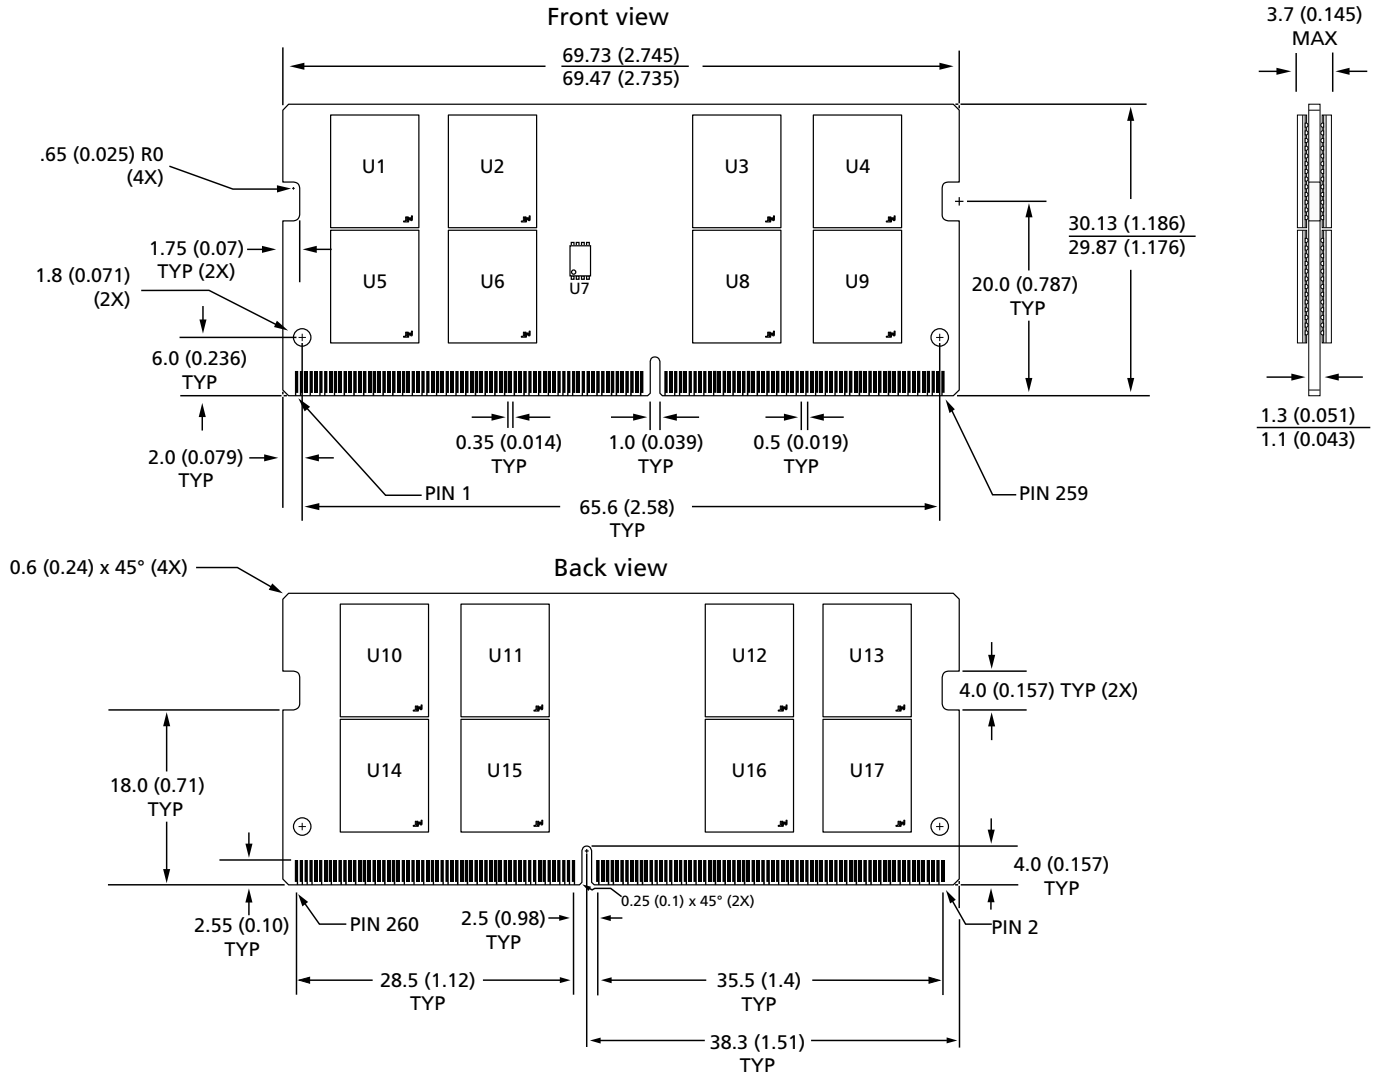 Front view
3.7 (0.145)
MAX
69.73 (2.745)
69.47 (2.735)
.65 (0.025) R0
(4X)
U1
U2
U3
U4
1.75 (0.07)
TYP (2X)
1.8 (0.071)
(2X)
U5
U6
U7
U8
U9
30.13 (1.186)
29.87 (1.176)
20.0 (0.787)
TYP
6.0 (0.236)
TYP
2.0 (0.079)
TYP
0.35 (0.014)
TYP
1.0 (0.039)
TYP
0.5 (0.019)
TYP
1.3 (0.051)
1.1 (0.043)
PIN 1
PIN 259
65.6 (2.58)
TYP
Back view
0.6 (0.24) x 45° (4X)
U10
U11
U12
U13
4.0 (0.157) TYP (2X)
U14
U15
U16
U17
18.0 (0.71)
TYP
4.0 (0.157)
TYP
0.25 (0.1) x 45° (2X)
2.55 (0.10)
TYP
PIN 260
2.5 (0.98)
TYP
PIN 2
28.5 (1.12)
TYP
35.5 (1.4)
TYP
38.3 (1.51)
TYP